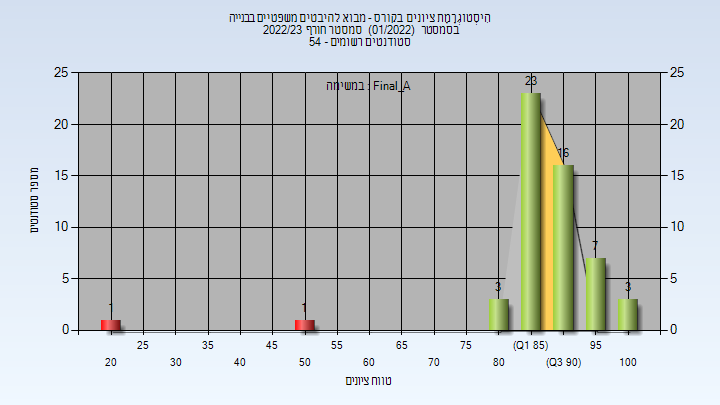 היסטוגרמת ציונים בקורס - מבוא להיבטים משפטיים בבנייה
בסמסטר (01/2022) סמסטר חורף 2022/23
סטודנטים רשומים - 54
במשימה : Final_A
מספר סטודנטים
25 20 15 10 5 0
25 20 15 10 5 0
1 1 3 23 16 7 3
25 35 45 55 65 75 (Q1 85) 95
20 30 40 50 60 70 80 (Q3 90) 100
טווח ציונים